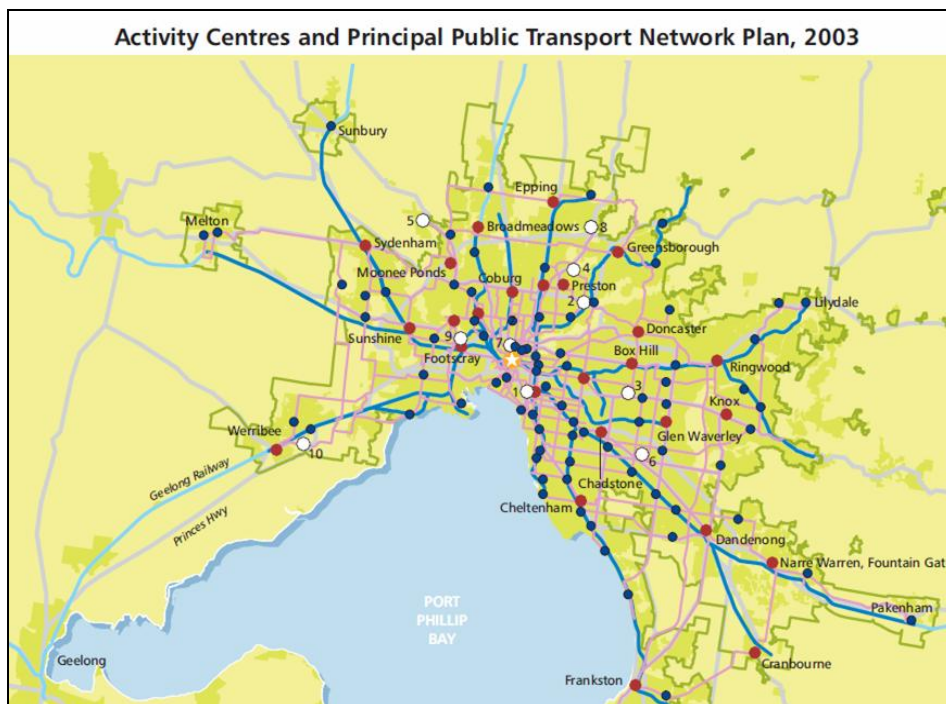 Activity Centres and Principal Public Transport Network Plan, 2003
Sunbury
Epping
5
Broadmeadows
8
Melton
Greensborough
Sydenham
Moonee Ponds
4
Coburg
Preston
2
Lilydale
Doncaster
9
7
Sunshine
Box Hill
Footscray
Ringwood
1
3
Knox
Werribee
Glen Waverley
10
6
Geelong Railway
Chadstone
Princes Hwy
Cheltenham
Dandenong
Narre Warren, Fountain Gat
PORT
PHILLIP
BAY
Pakenham
Geelong
Cranbourne
Frankston